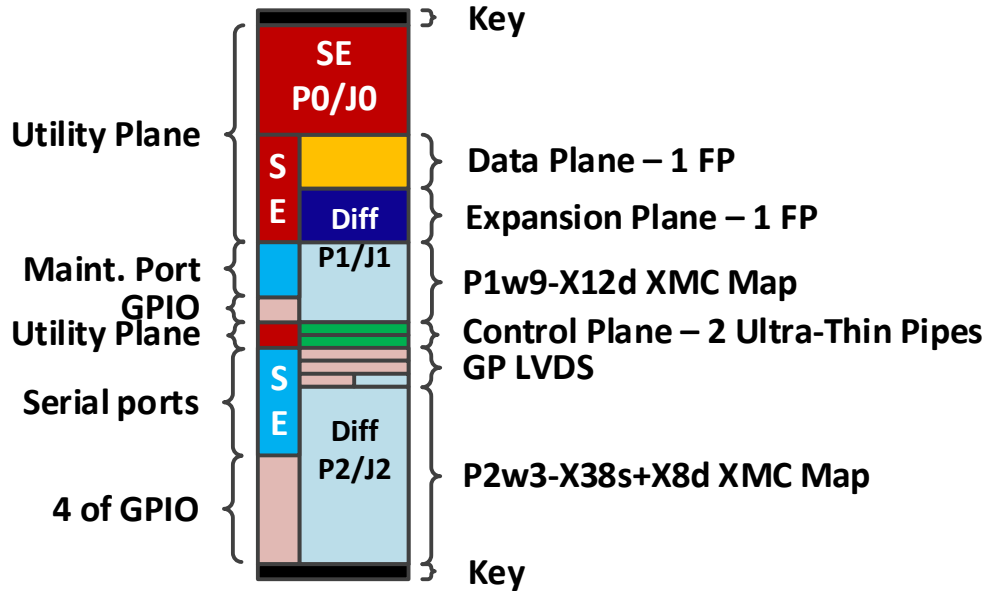 Key
SE
P0/J0
Utility Plane
S
E
Data Plane – 1 FP
Diff
Expansion Plane – 1 FP
P1/J1
Maint. Port
P1w9-X12d XMC Map
GPIO
Utility Plane
Control Plane – 2 Ultra-Thin Pipes
GP LVDS
S
E
Serial ports
Diff
P2/J2
P2w3-X38s+X8d XMC Map
4 of GPIO
Key